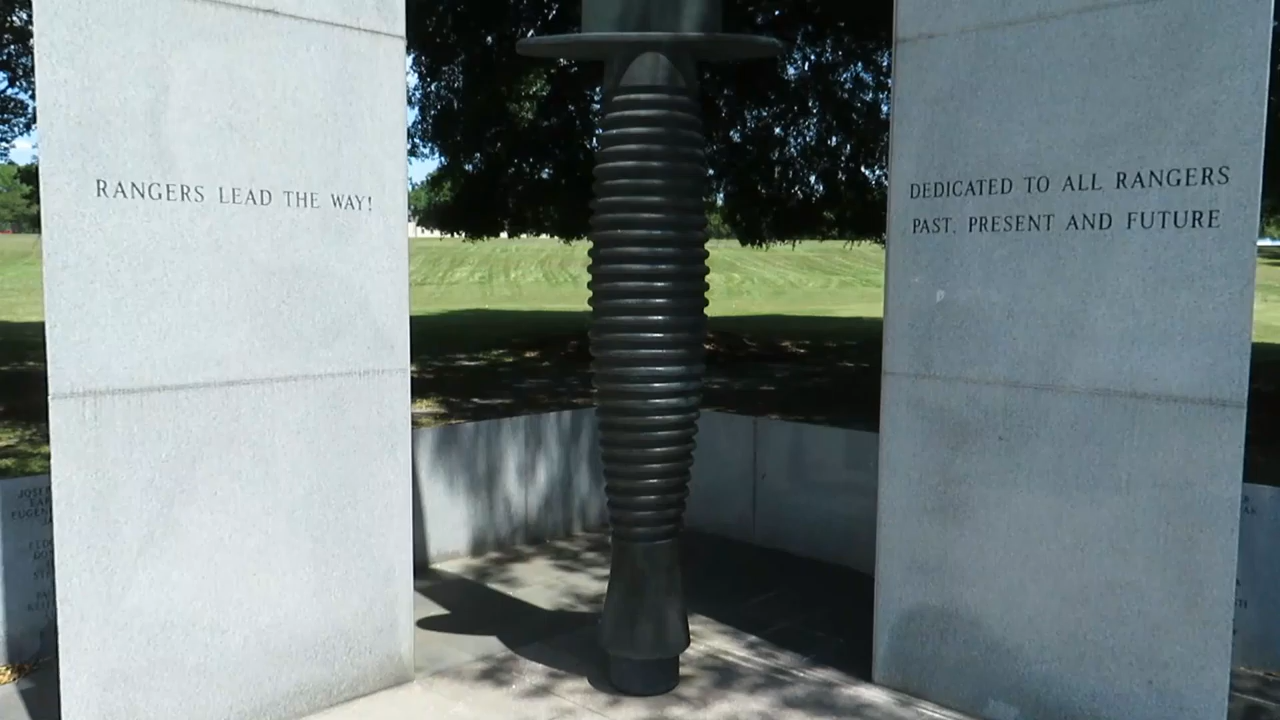 RANGERS LEAD THE WAY!
DEDICATED TO ALL RANGERS
PAST, PRESENT AND FUTURE